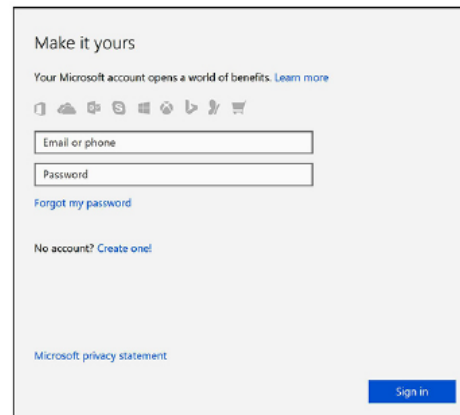 Make it yours
Your Microsoft account opens a world of benefits. Learn more
Email or phone
Password
Forgot my password
No account? Create one!
Microsoft privacy statement
Sign in